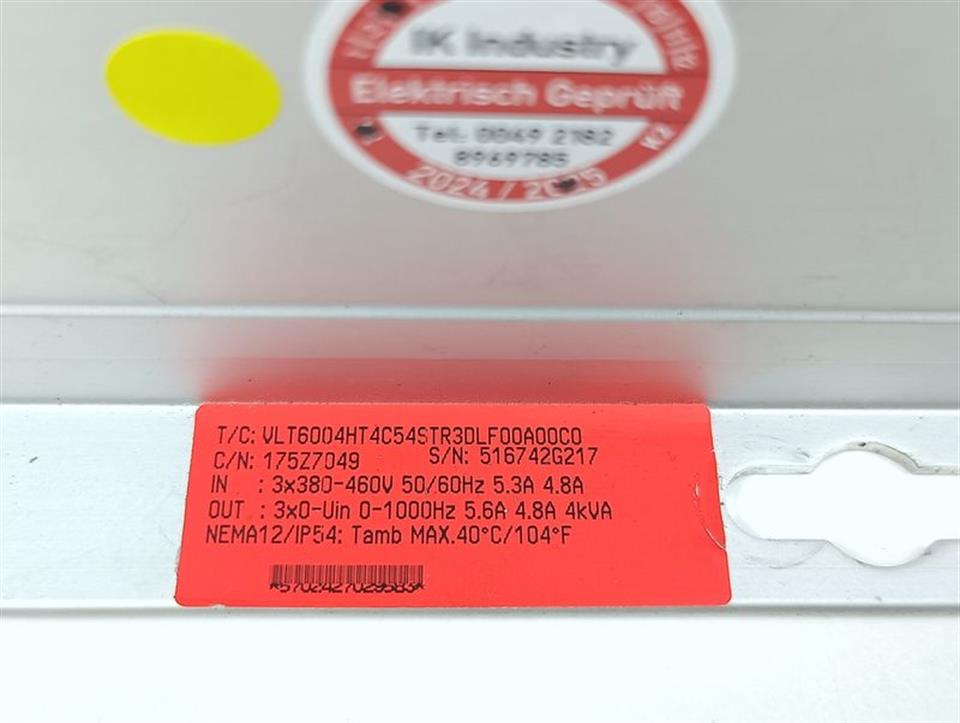 IK Industry
Elektrisch Geprüft
Tel. 0049 2182
8969785
2024 / 2025
K2
T/C: VLT6004HT4C54STR3DLF00A00C0
C/N: 175Z7049 S/N: 516742G217
IN : 3x380-460V 50/60Hz 5.3A 4.8A
OUT : 3x0-Uin 0-1000Hz 5.6A 4.8A 4kVA
NEMA12/IP54: Tamb MAX.40°C/104°F
*5702427029583*